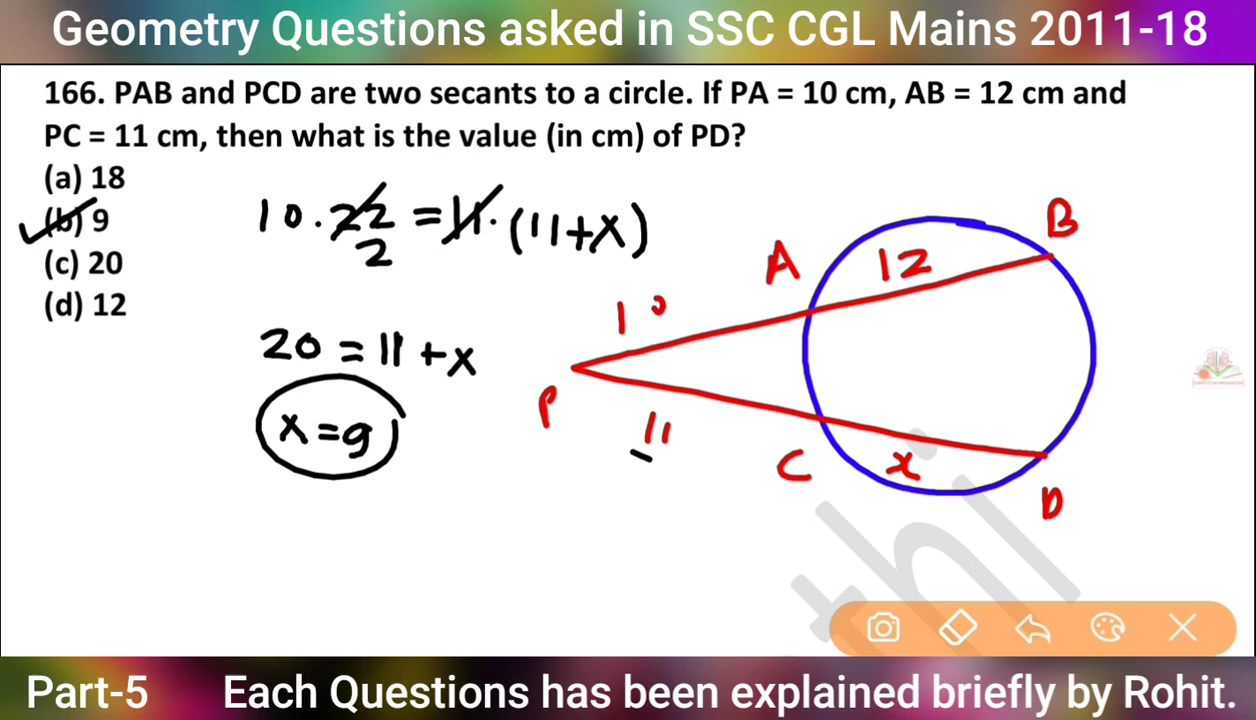 Geometry Questions asked in SSC CGL Mains 2011-18
166. PAB and PCD are two secants to a circle. If PA = 10 cm, AB = 12 cm and
PC = 11 cm, then what is the value (in cm) of PD?
(a) 18
(b) 9
(c) 20
(d) 12
10.22 = 11.(11+x)
2
20 = 11 + x
x = 9
A
B
12
10
P
11
C
x
D
thi
Part-5 Each Questions has been explained briefly by Rohit.